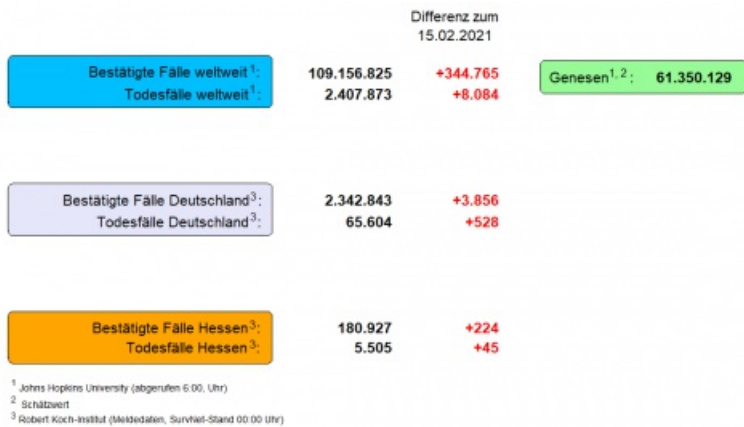 Differenz zum
15.02.2021
Bestätigte Fälle weltweit¹: 109.156.825 +344.765 Genesen¹˒²: 61.350.129
Todesfälle weltweit¹: 2.407.873 +8.084
Bestätigte Fälle Deutschland³: 2.342.843 +3.856
Todesfälle Deutschland³: 65.604 +528
Bestätigte Fälle Hessen³: 180.927 +224
Todesfälle Hessen³: 5.505 +45
¹ Johns Hopkins University (abgerufen 6:00, Uhr)
² Schätzwert
³ Robert Koch-Institut (Meldedaten, SurvNet-Stand 00:00 Uhr)